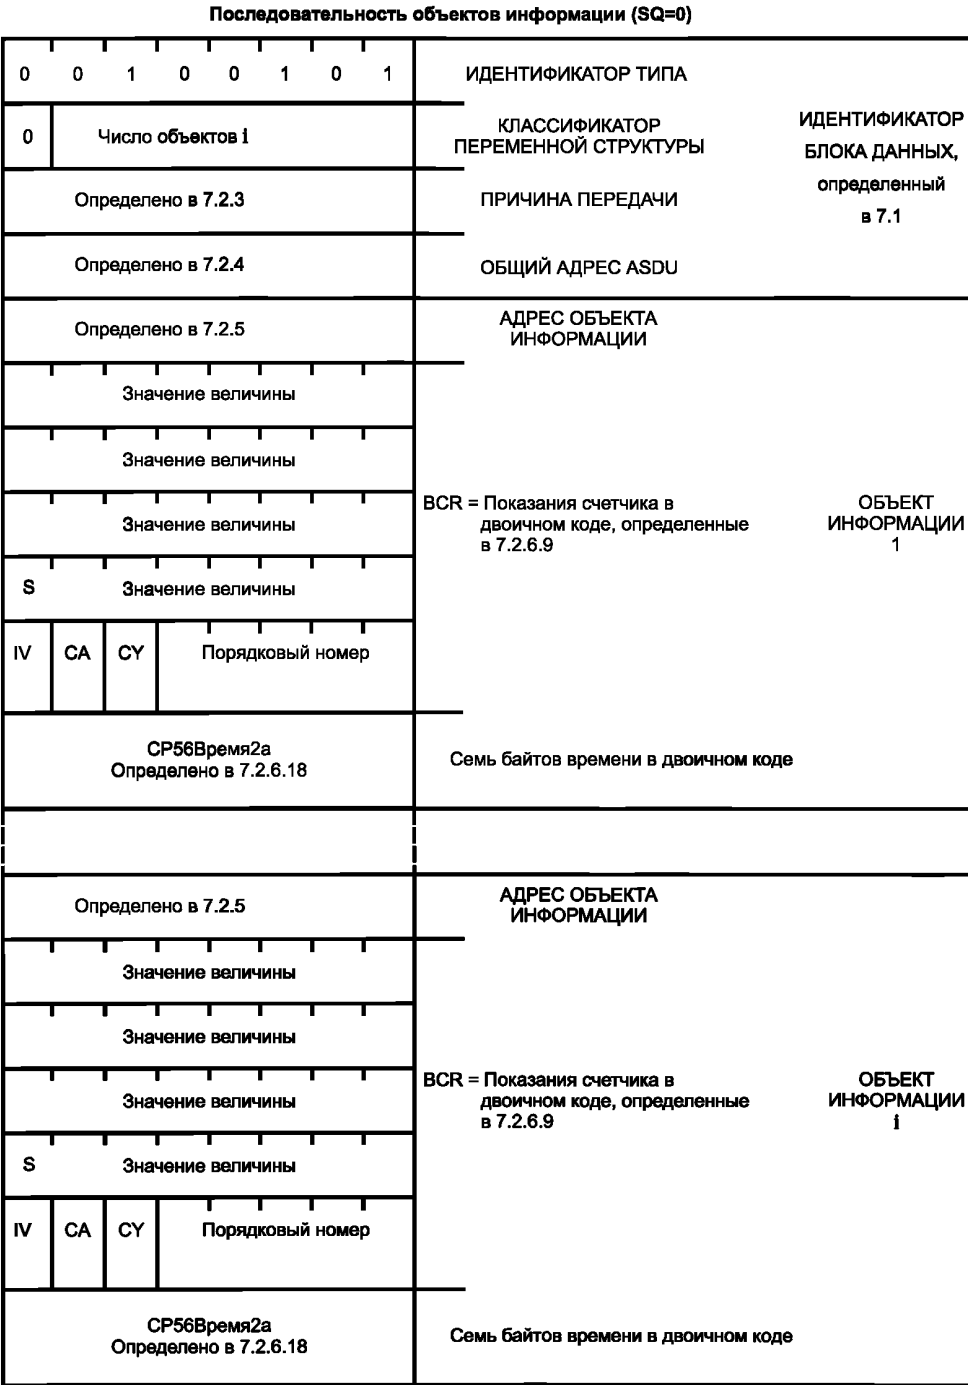 Последовательность объектов информации (SQ=0)
0 0 1 0 0 1 0 1
ИДЕНТИФИКАТОР ТИПА
0 Число объектов i
КЛАССИФИКАТОР
ПЕРЕМЕННОЙ СТРУКТУРЫ
Определено в 7.2.3
ПРИЧИНА ПЕРЕДАЧИ
Определено в 7.2.4
ОБЩИЙ АДРЕС ASDU
ИДЕНТИФИКАТОР
БЛОКА ДАННЫХ,
определенный
в 7.1
Определено в 7.2.5
АДРЕС ОБЪЕКТА
ИНФОРМАЦИИ
Значение величины
Значение величины
Значение величины
S Значение величины
IV CA CY Порядковый номер
BCR = Показания счетчика в
двоичном коде, определенные
в 7.2.6.9
ОБЪЕКТ
ИНФОРМАЦИИ
1
CP56Время2a
Определено в 7.2.6.18
Семь байтов времени в двоичном коде
Определено в 7.2.5
АДРЕС ОБЪЕКТА
ИНФОРМАЦИИ
Значение величины
Значение величины
Значение величины
S Значение величины
IV CA CY Порядковый номер
BCR = Показания счетчика в
двоичном коде, определенные
в 7.2.6.9
ОБЪЕКТ
ИНФОРМАЦИИ
i
CP56Время2a
Определено в 7.2.6.18
Семь байтов времени в двоичном коде